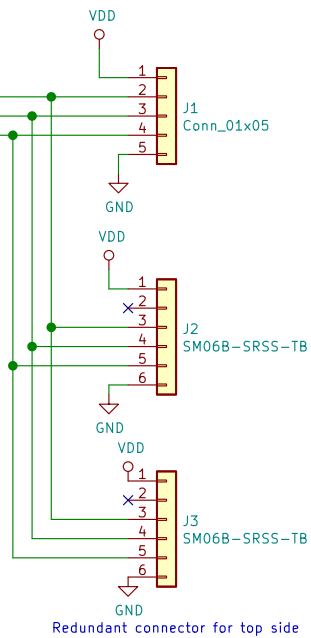 VDD
1
2
3
4
5
J1
Conn_01x05
GND
VDD
1
2
3
4
5
6
J2
SM06B-SRSS-TB
GND
VDD
1
2
3
4
5
6
J3
SM06B-SRSS-TB
GND
Redundant connector for top side